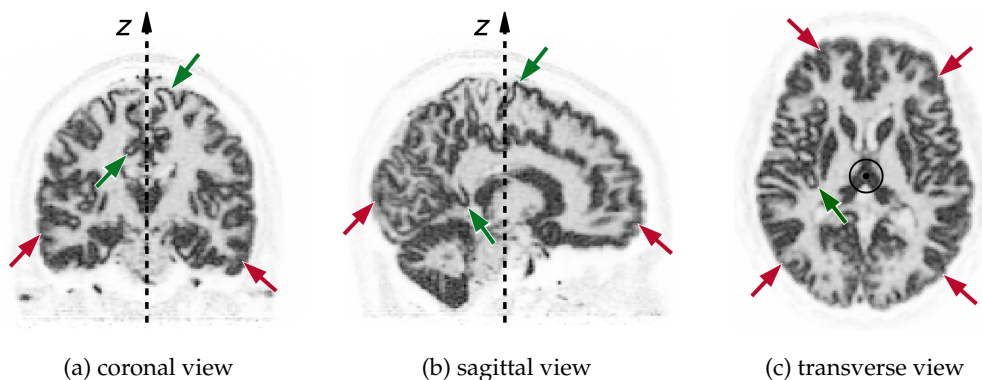 z
z
(a) coronal view
(b) sagittal view
(c) transverse view